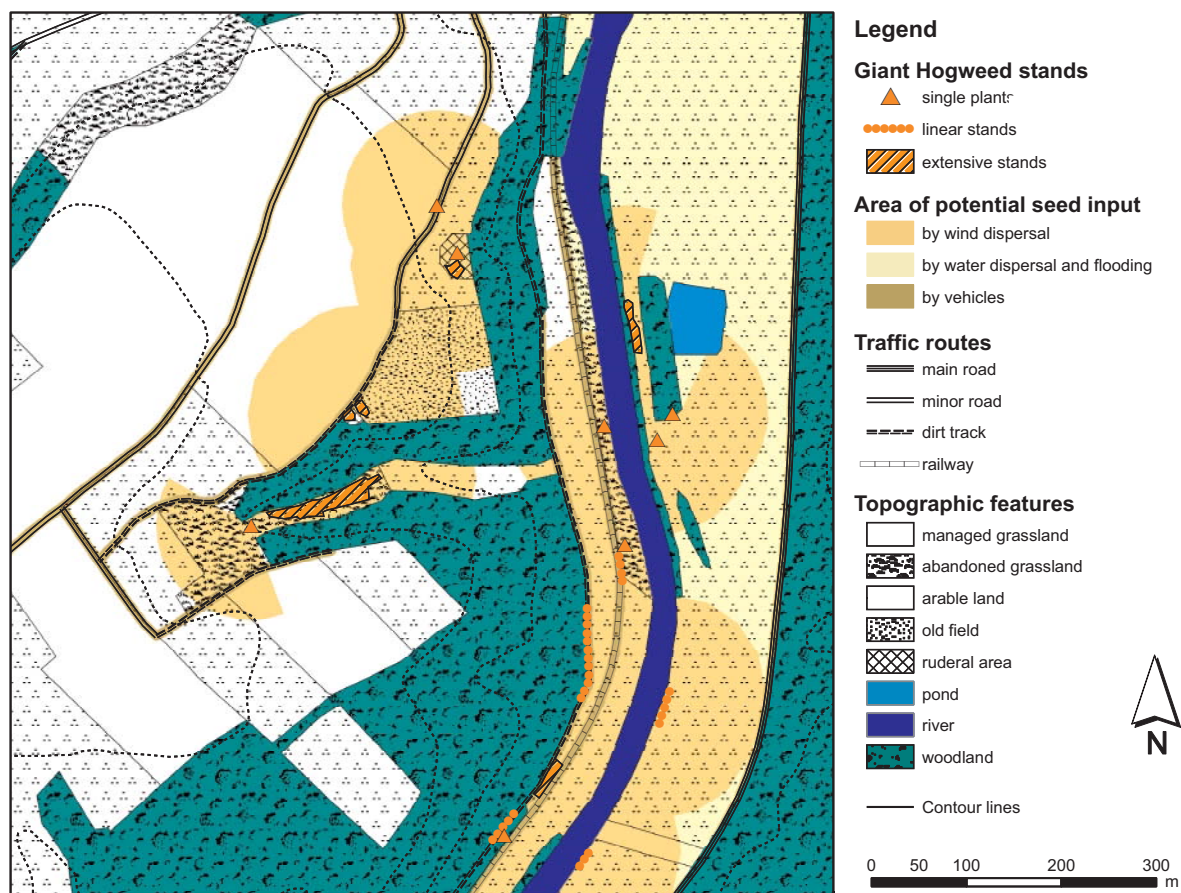 Legend
Giant Hogweed stands
single plants
linear stands
extensive stands
Area of potential seed input
by wind dispersal
by water dispersal and flooding
by vehicles
Traffic routes
main road
minor road
dirt track
railway
Topographic features
managed grassland
abandoned grassland
arable land
old field
ruderal area
pond
river
woodland
Contour lines
N
0 50 100 200 300
m